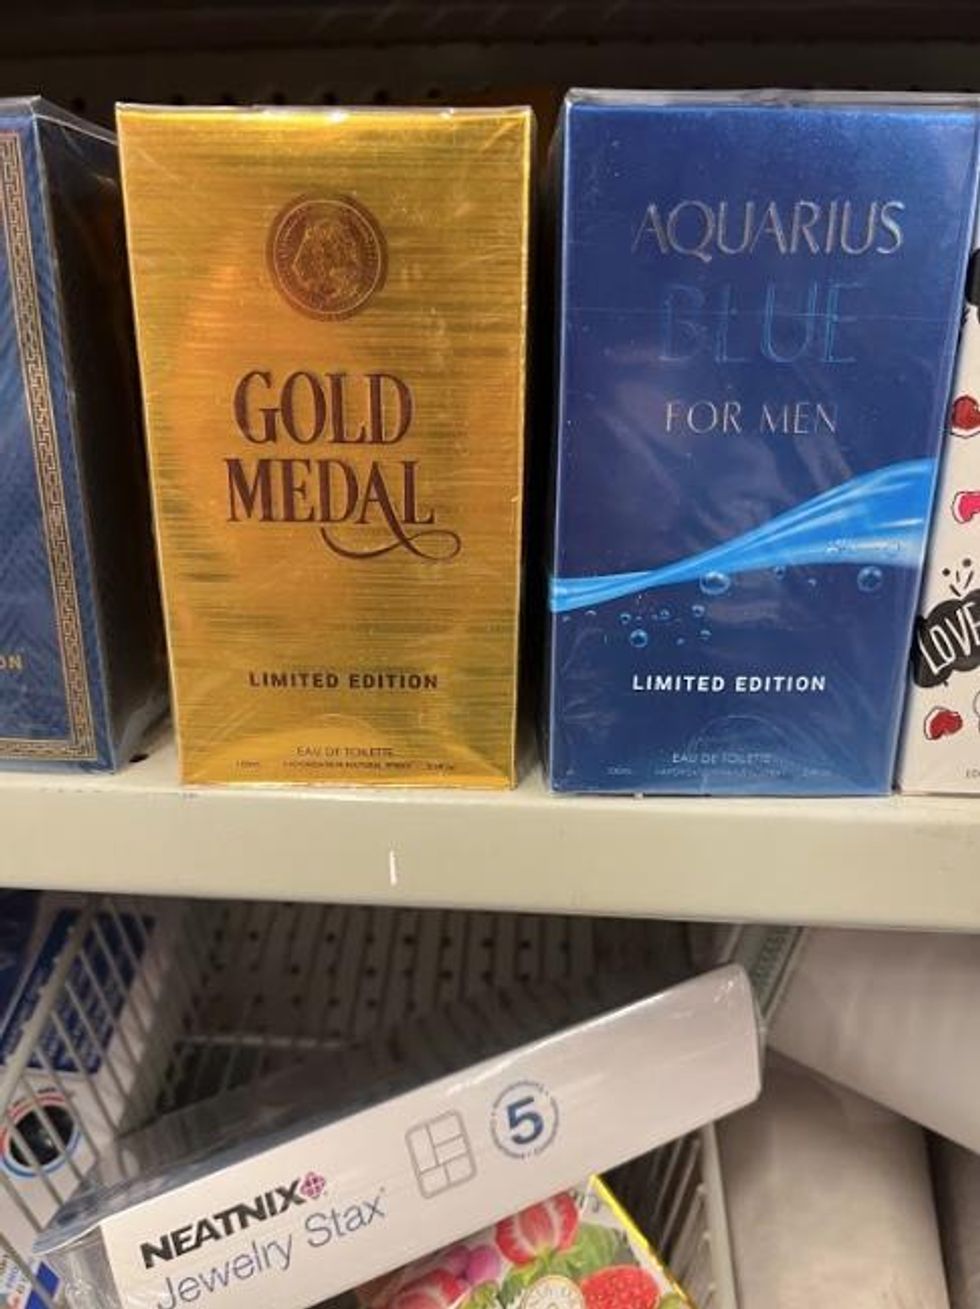 GOLD
MEDAL
LIMITED EDITION
EAU DE TOILETTE
AQUARIUS
BLUE
FOR MEN
LIMITED EDITION
EAU DE TOILETTE
LOVE
5
NEATNIX
Jewelry Stax